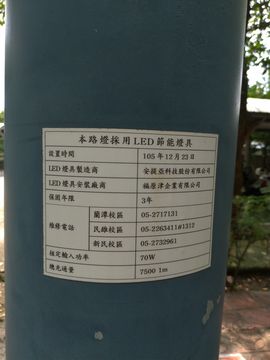 本路燈採用LED節能燈具
設置時間 105年12月23日
LED燈具製造商 安提亞科技股份有限公司
LED燈具安裝廠商 福原津企業有限公司
保固年限 3年
維修電話 蘭潭校區 05-2717131
民雄校區 05-2263411#1312
新民校區 05-2732961
核定輸入功率 70W
總光通量 7500 lm